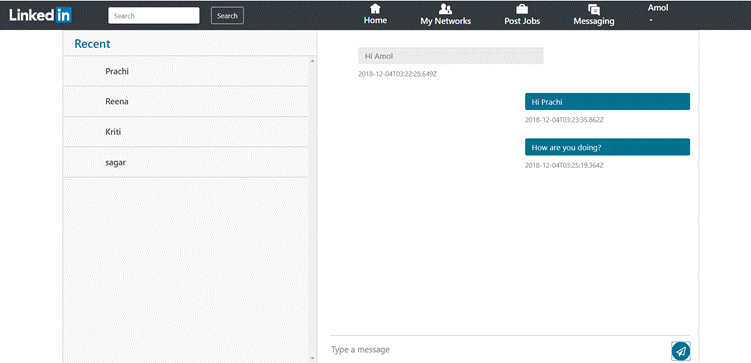 Linked in
Search
Search
Home
My Networks
Post Jobs
Messaging
Amol
Recent
Prachi
Reena
Kriti
sagar
Hi Amol
2018-12-04T03:22:28.649Z
Hi Prachi
2018-12-04T03:23:35.862Z
How are you doing?
2018-12-04T03:25:19.364Z
Type a message